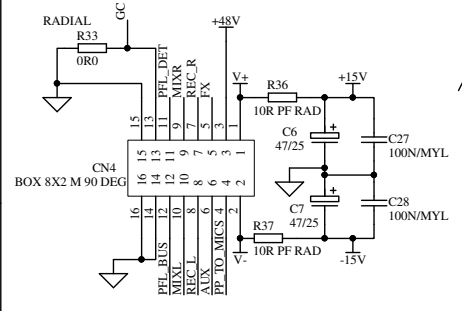 GC
RADIAL
R33
0R0
+48V
PFL_DET
MIXR
REC_R
FX
V+
R36
10R PF RAD
+15V
15
13
11
9
7
5
3
1
C6
47/25
C27
100N/MYL
CN4
BOX 8X2 M 90 DEG
15
13
11
9
7
5
3
1
16
14
12
10
8
6
4
2
C7
47/25
C28
100N/MYL
16
14
12
10
8
6
4
2
PFL_BUS
MIXL
REC_L
AUX
PP_TO_MICS
R37
10R PF RAD
V-
-15V